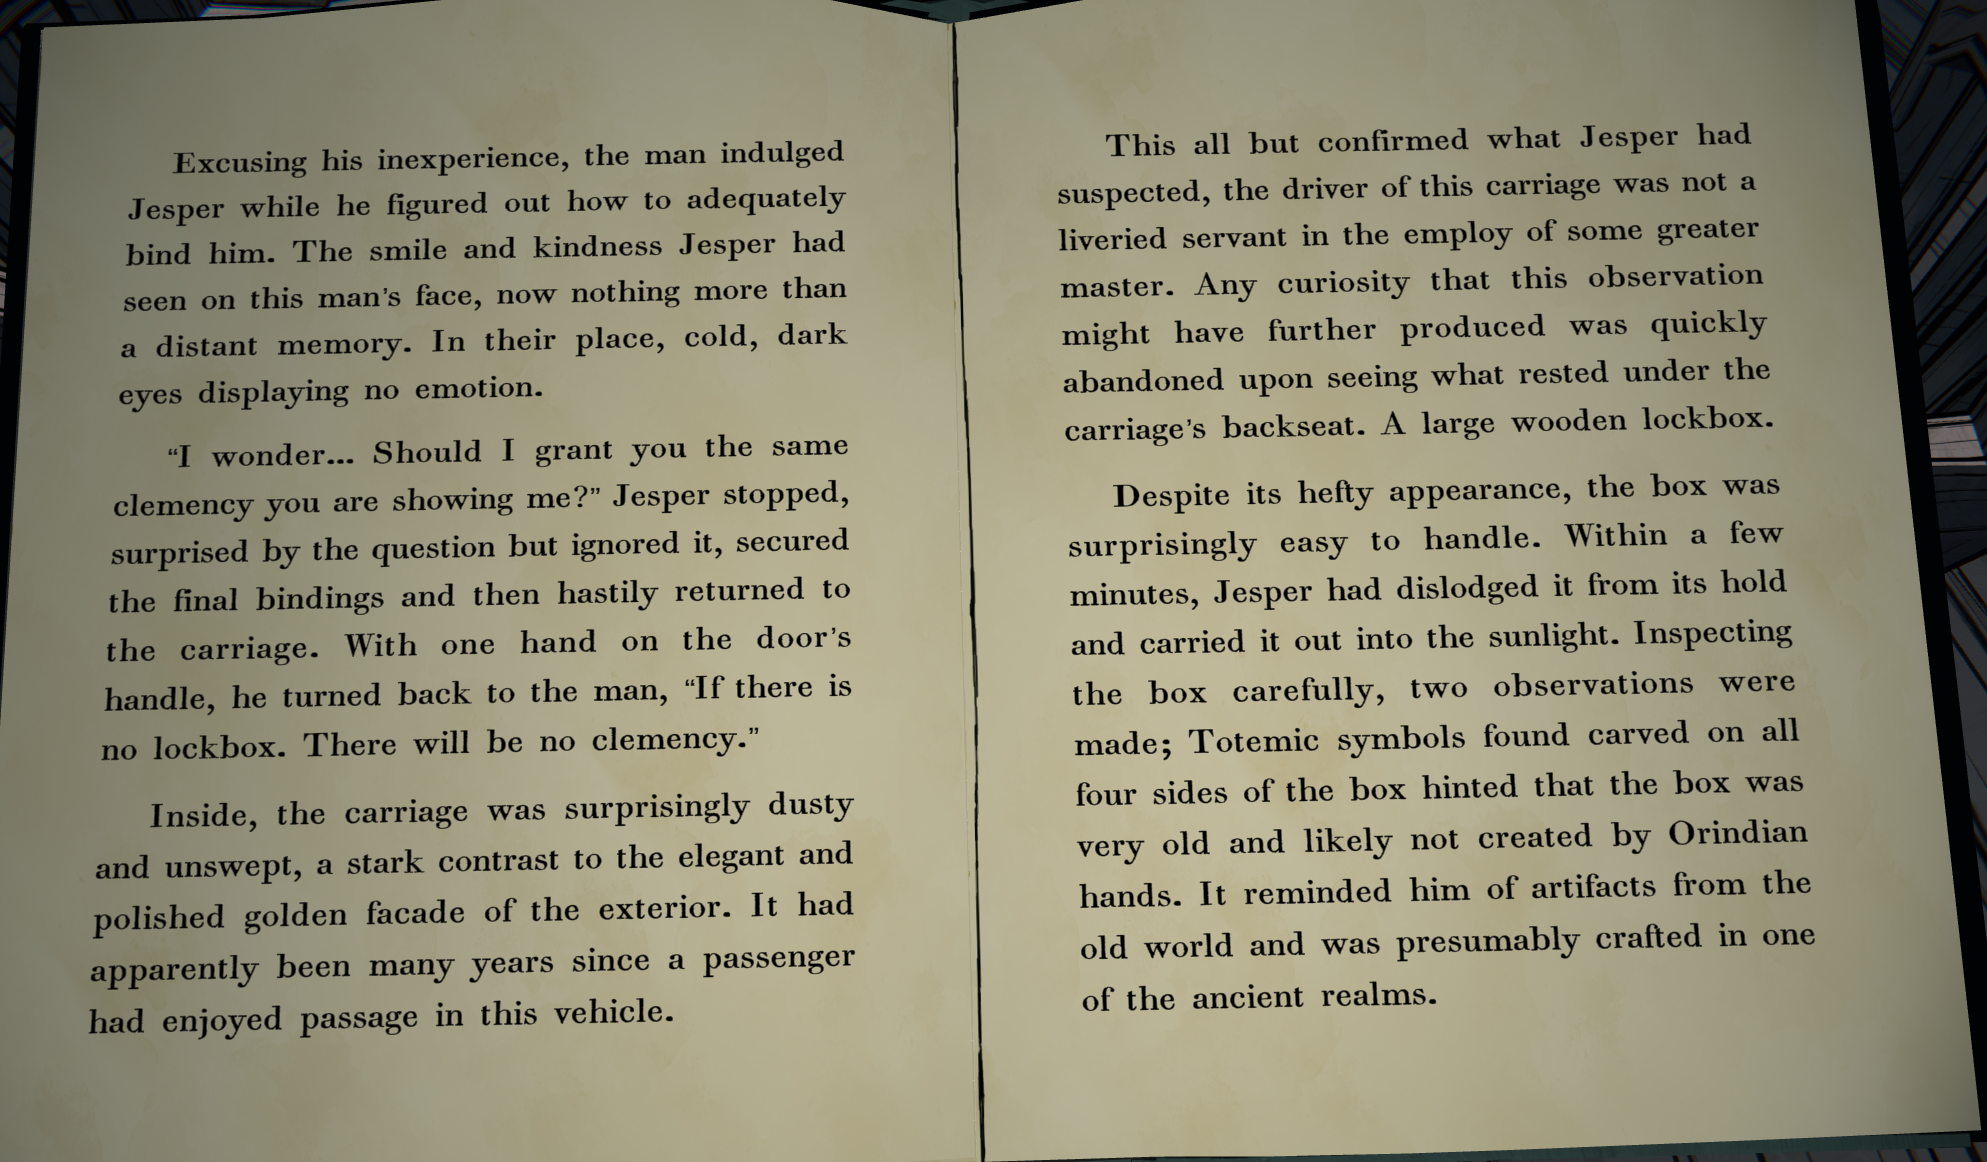 Excusing his inexperience, the man indulged
Jesper while he figured out how to adequately
bind him. The smile and kindness Jesper had
seen on this man's face, now nothing more than
a distant memory. In their place, cold, dark
eyes displaying no emotion.
“I wonder... Should I grant you the same
clemency you are showing me?” Jesper stopped,
surprised by the question but ignored it, secured
the final bindings and then hastily returned to
the carriage. With one hand on the door's
handle, he turned back to the man, “If there is
no lockbox. There will be no clemency.”
Inside, the carriage was surprisingly dusty
and unswept, a stark contrast to the elegant and
polished golden facade of the exterior. It had
apparently been many years since a passenger
had enjoyed passage in this vehicle.
This all but confirmed what Jesper had
suspected, the driver of this carriage was not a
liveried servant in the employ of some greater
master. Any curiosity that this observation
might have further produced was quickly
abandoned upon seeing what rested under the
carriage's backseat. A large wooden lockbox.
Despite its hefty appearance, the box was
surprisingly easy to handle. Within a few
minutes, Jesper had dislodged it from its hold
and carried it out into the sunlight. Inspecting
the box carefully, two observations were
made; Totemic symbols found carved on all
four sides of the box hinted that the box was
very old and likely not created by Orindian
hands. It reminded him of artifacts from the
old world and was presumably crafted in one
of the ancient realms.